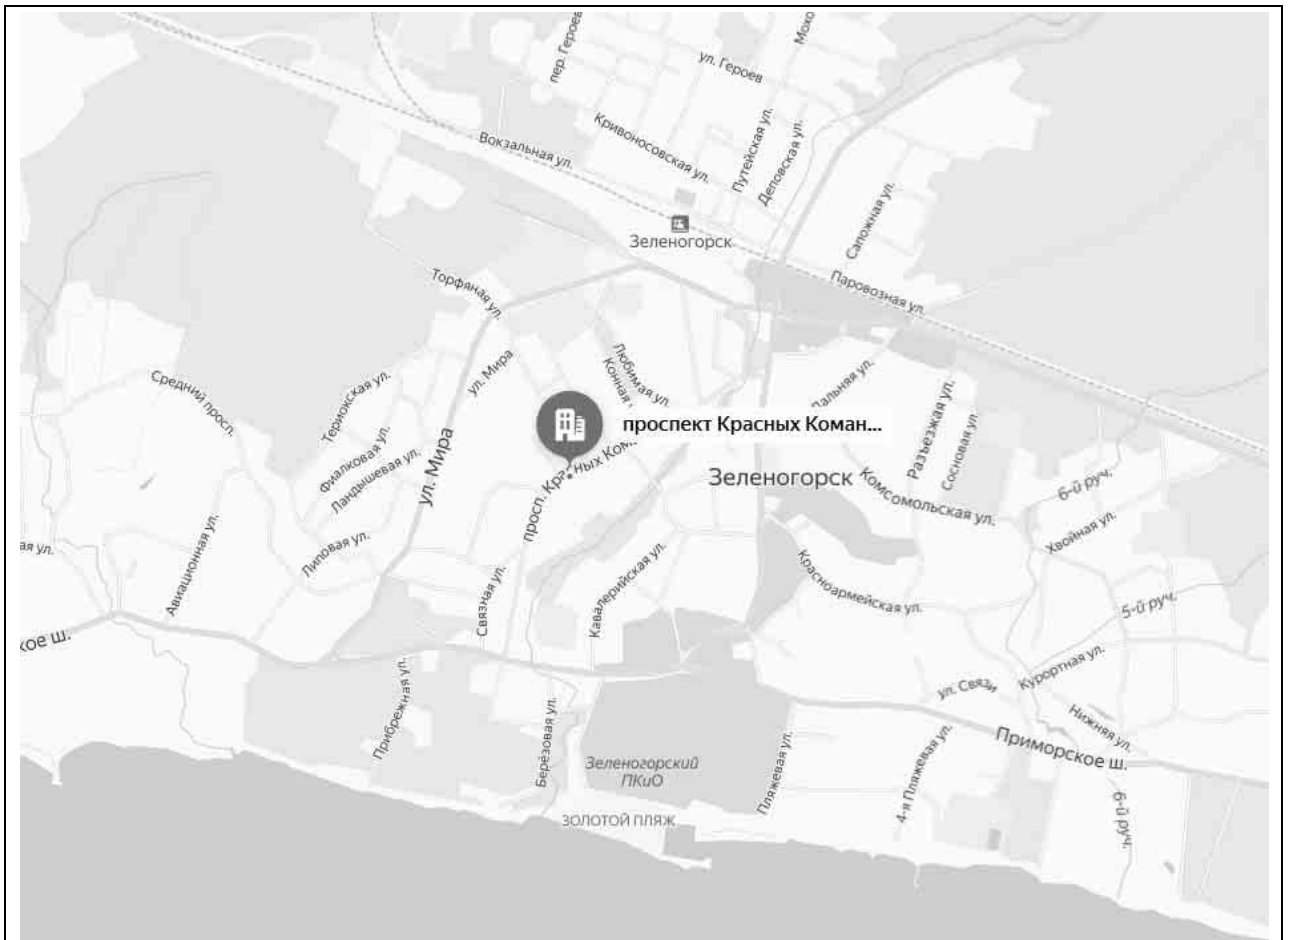 Мохо
пер. Героев
ул. Героев
Вокзальная ул.
Кривоносовская ул.
Путейская ул.
Деповская ул.
Сапожная ул.
Зеленогорск
Паровозная ул.
Торфяная ул.
ул. Мира
Любимая ул.
Конная
Средний просп.
Териокская ул.
Фиалковая ул.
Ландышевая ул.
ул. Мира
проспект Красных Коман...
Дальняя ул.
Разъезжая ул.
Сосновая ул.
просп. Красных Ком
Зеленогорск
Комсомольская ул.
6-й руч.
Хвойная ул.
ая ул.
Авиационная ул.
Липовая ул.
Связная ул.
Кавалерийская ул.
Красноармейская ул.
5-й руч.
кое ш.
Прибрежная ул.
Берёзовая ул.
ул. Связи
Курортная ул.
Нижняя ул.
Приморское ш.
Зеленогорский
ПКиО
Пляжевая ул.
4-я Пляжевая ул.
6-й руч.
ЗОЛОТОЙ ПЛЯЖ